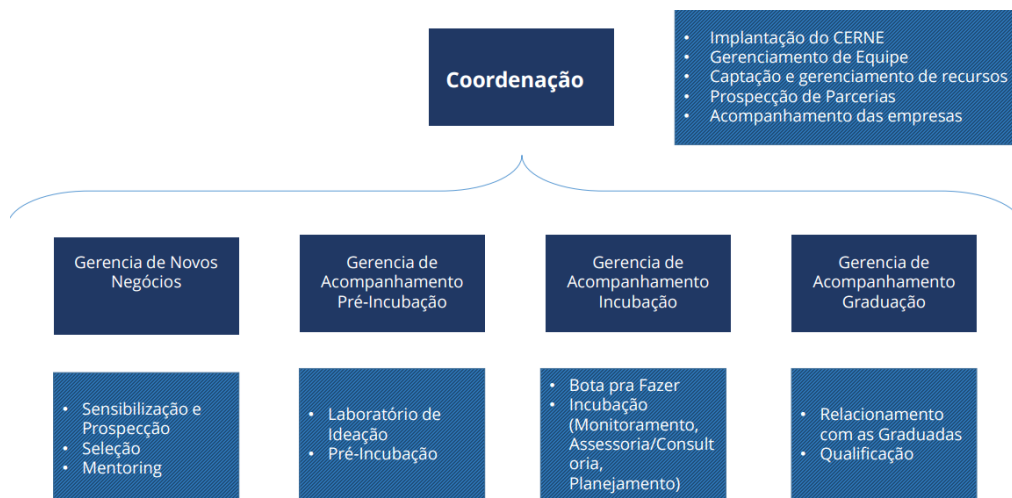 Coordenação
• Implantação do CERNE
• Gerenciamento de Equipe
• Captação e gerenciamento de recursos
• Prospecção de Parcerias
• Acompanhamento das empresas
Gerencia de Novos
Negócios
Gerencia de
Acompanhamento
Pré-Incubação
Gerencia de
Acompanhamento
Incubação
Gerencia de
Acompanhamento
Graduação
• Sensibilização e
Prospecção
• Seleção
• Mentoring
• Laboratório de
Ideação
• Pré-Incubação
• Bota pra Fazer
• Incubação
(Monitoramento,
Assessoria/Consult
oria,
Planejamento)
• Relacionamento
com as Graduadas
• Qualificação